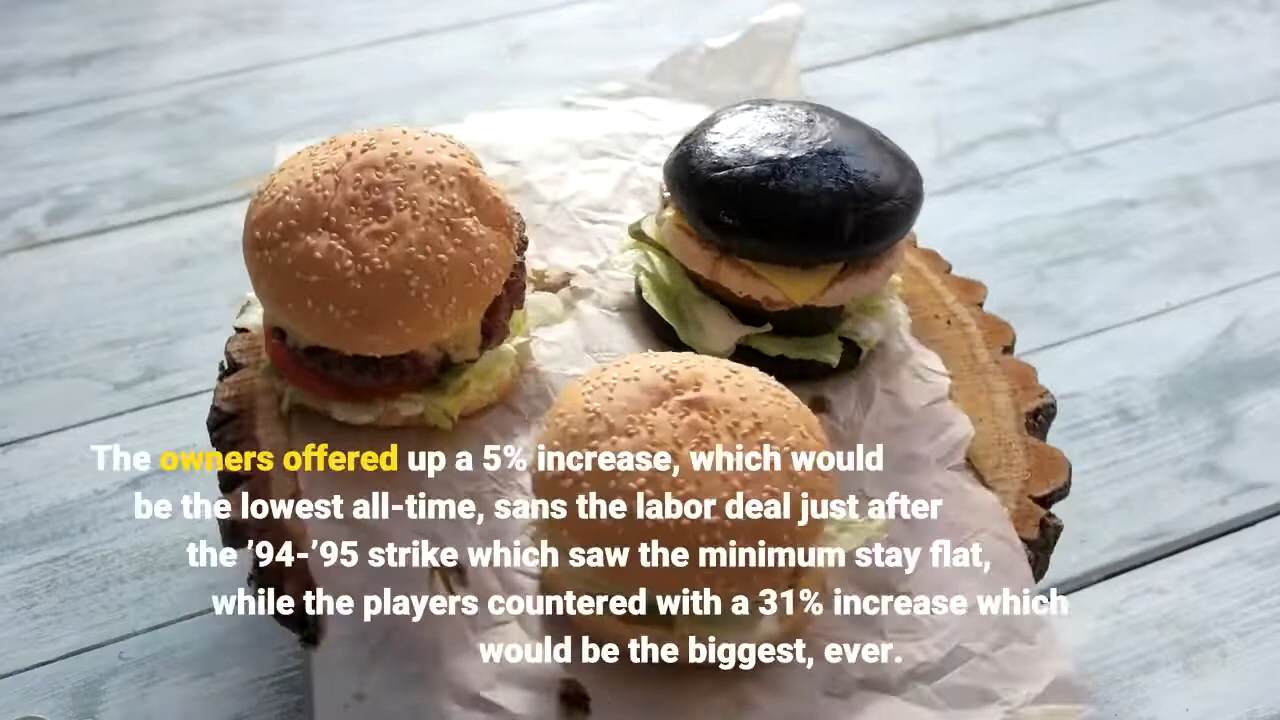 The owners offered up a 5% increase, which would
be the lowest all-time, sans the labor deal just after
the ’94-’95 strike which saw the minimum stay flat,
while the players countered with a 31% increase which
would be the biggest, ever.